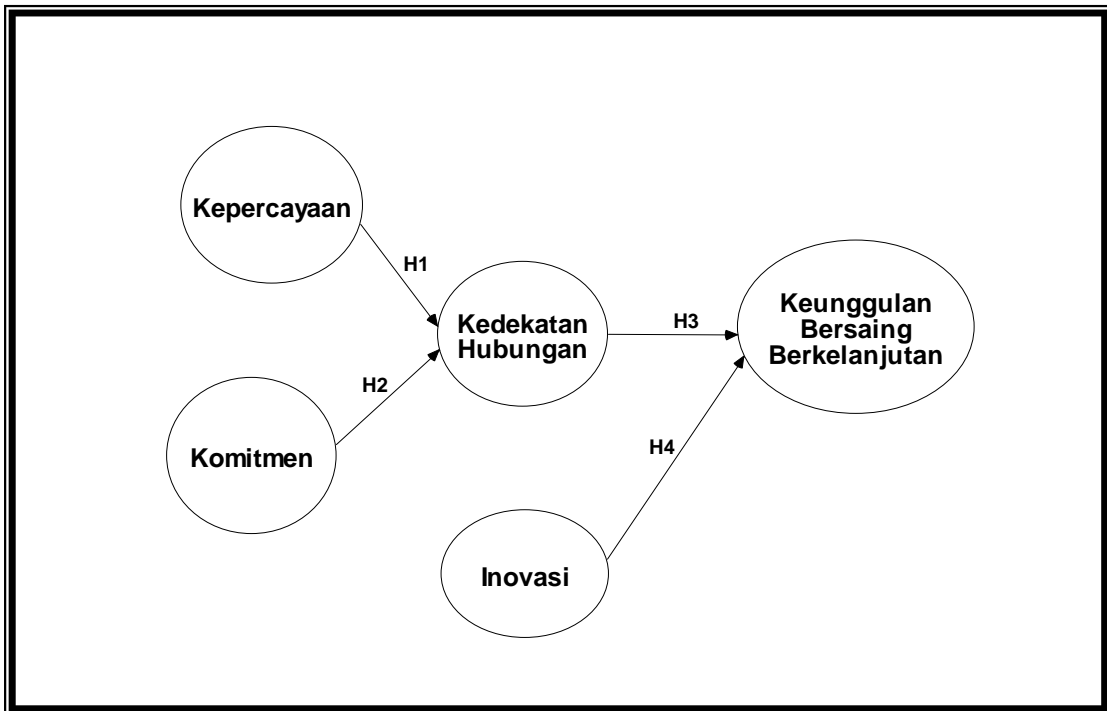 Kepercayaan
H1
Kedekatan
Hubungan
H3
Keunggulan
Bersaing
Berkelanjutan
H2
Komitmen
H4
Inovasi